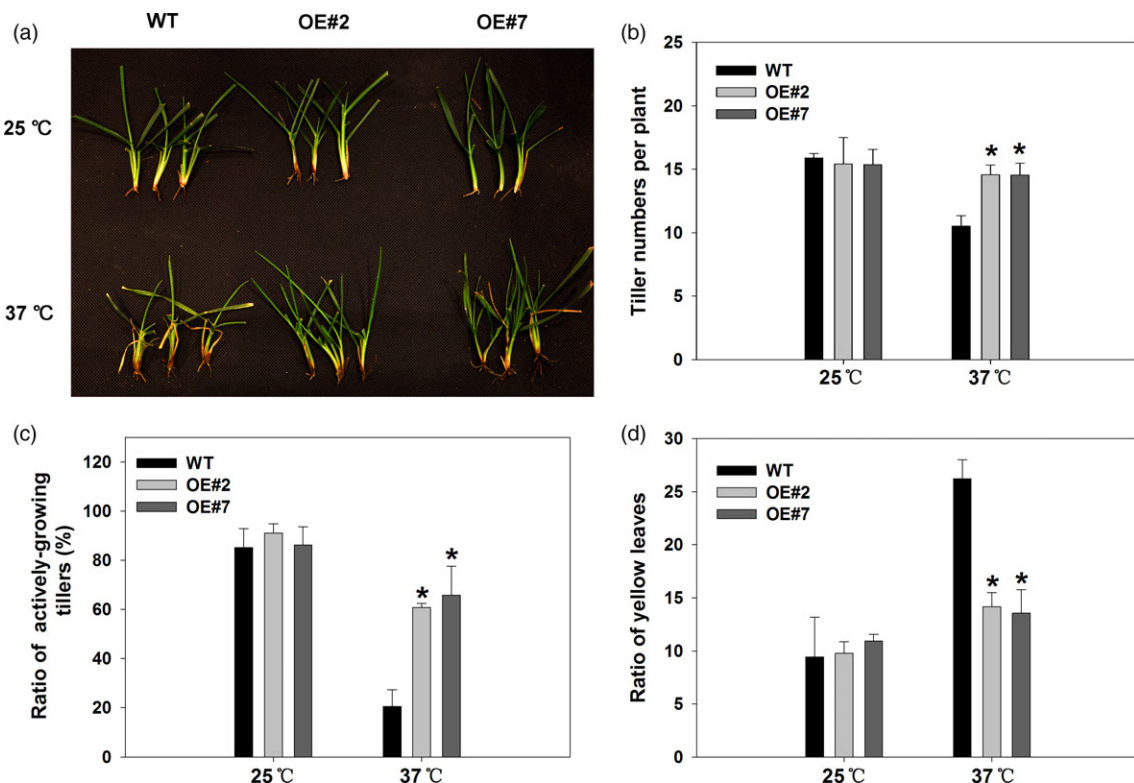 (a)
WT OE#2 OE#7
25 ℃
37 ℃
(b)
Tiller numbers per plant
25
20
15
10
5
0
WT
OE#2
OE#7
* *
25℃ 37℃
(c)
Ratio of actively-growing
tillers (%)
120
100
80
60
40
20
0
WT
OE#2
OE#7
* *
25℃ 37℃
(d)
Ratio of yellow leaves
30
25
20
15
10
5
0
WT
OE#2
OE#7
* *
25℃ 37℃